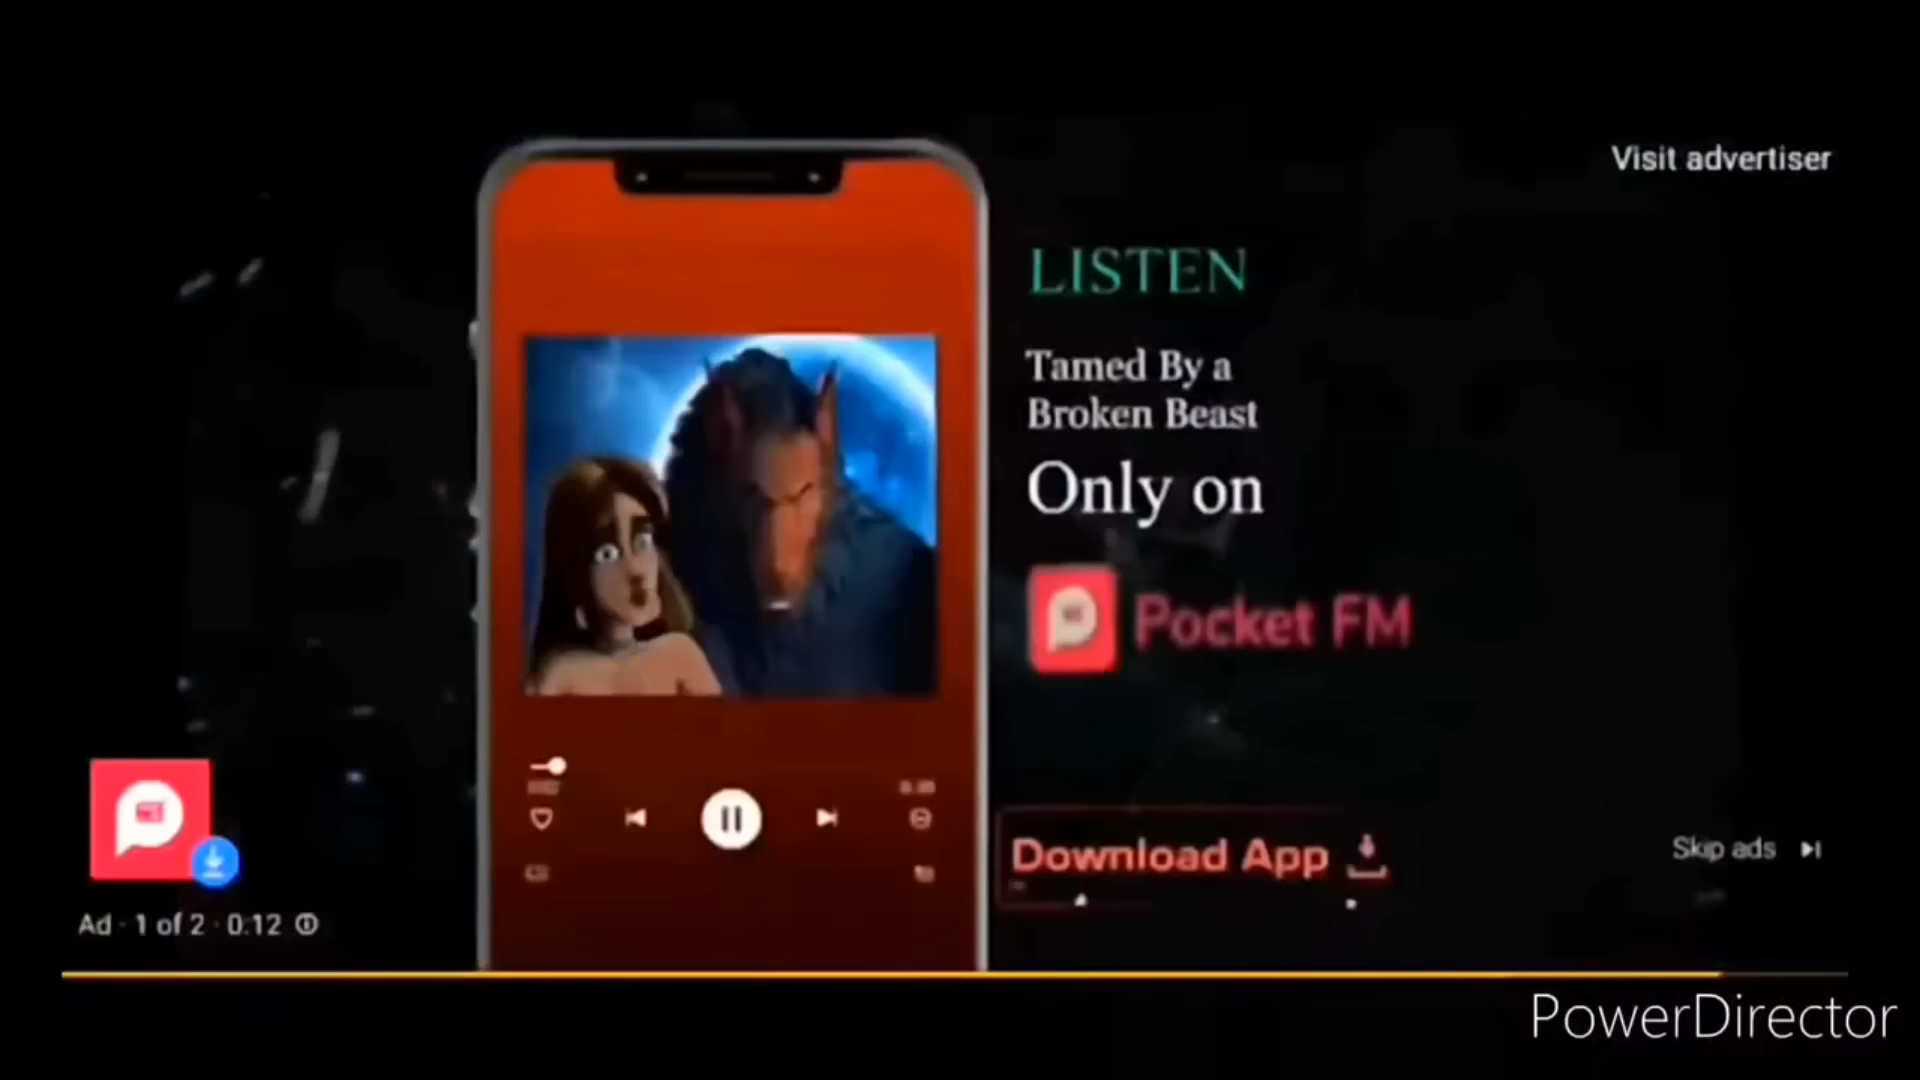 Visit advertiser
LISTEN
Tamed By a
Broken Beast
Only on
Pocket FM
Download App
Skip ads
Ad · 1 of 2 · 0:12
PowerDirector